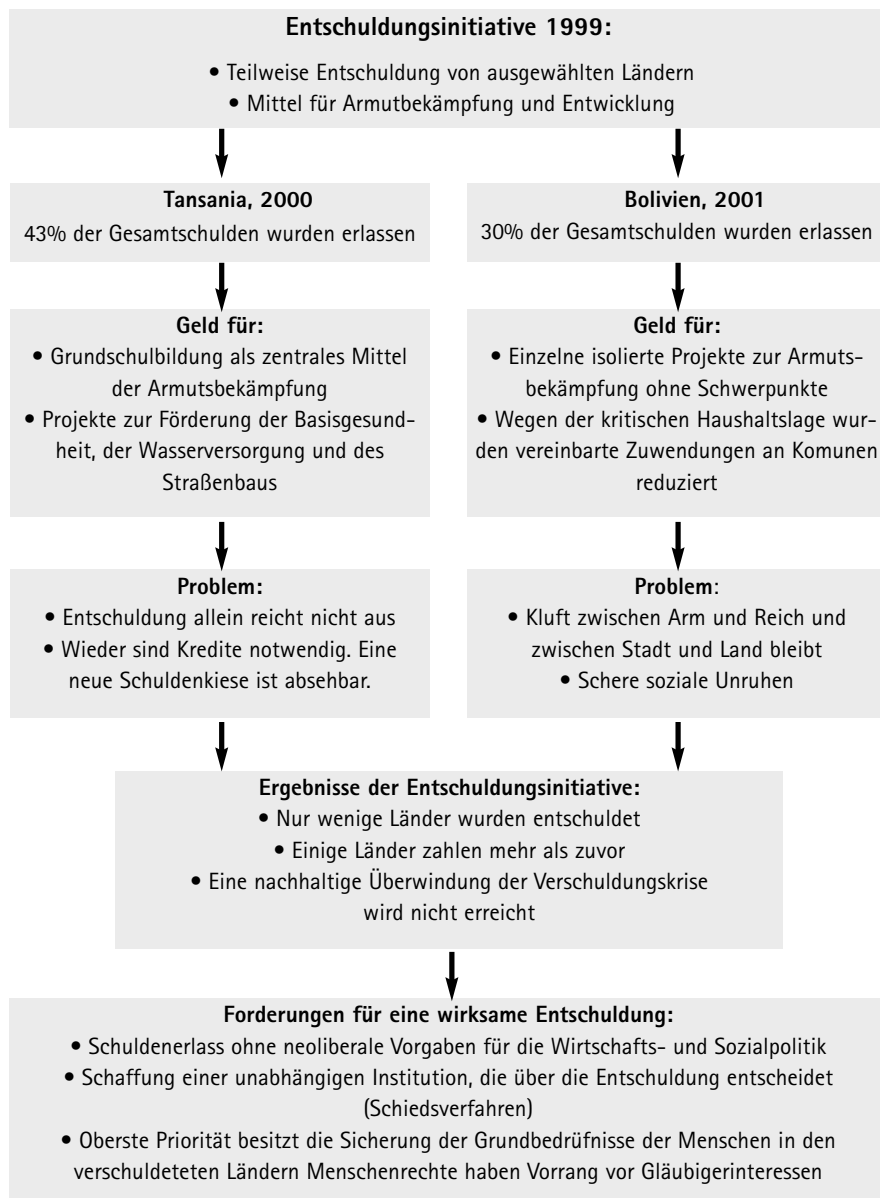 Entschuldungsinitiative 1999:
• Teilweise Entschuldung von ausgewählten Ländern
• Mittel für Armutbekämpfung und Entwicklung
Tansania, 2000
43% der Gesamtschulden wurden erlassen
Bolivien, 2001
30% der Gesamtschulden wurden erlassen
Geld für:
• Grundschulbildung als zentrales Mittel
der Armutsbekämpfung
• Projekte zur Förderung der Basisgesund-
heit, der Wasserversorgung und des
Straßenbaus
Geld für:
• Einzelne isolierte Projekte zur Armuts-
bekämpfung ohne Schwerpunkte
• Wegen der kritischen Haushaltslage wur-
den vereinbarte Zuwendungen an Komunen
reduziert
Problem:
• Entschuldung allein reicht nicht aus
• Wieder sind Kredite notwendig. Eine
neue Schuldenkiese ist absehbar.
Problem:
• Kluft zwischen Arm und Reich und
zwischen Stadt und Land bleibt
• Schere soziale Unruhen
Ergebnisse der Entschuldungsinitiative:
• Nur wenige Länder wurden entschuldet
• Einige Länder zahlen mehr als zuvor
• Eine nachhaltige Überwindung der Verschuldungskrise
wird nicht erreicht
Forderungen für eine wirksame Entschuldung:
• Schuldenerlass ohne neoliberale Vorgaben für die Wirtschafts- und Sozialpolitik
• Schaffung einer unabhängigen Institution, die über die Entschuldung entscheidet
(Schiedsverfahren)
• Oberste Priorität besitzt die Sicherung der Grundbedrüfnisse der Menschen in den
verschuldeteten Ländern Menschenrechte haben Vorrang vor Gläubigerinteressen